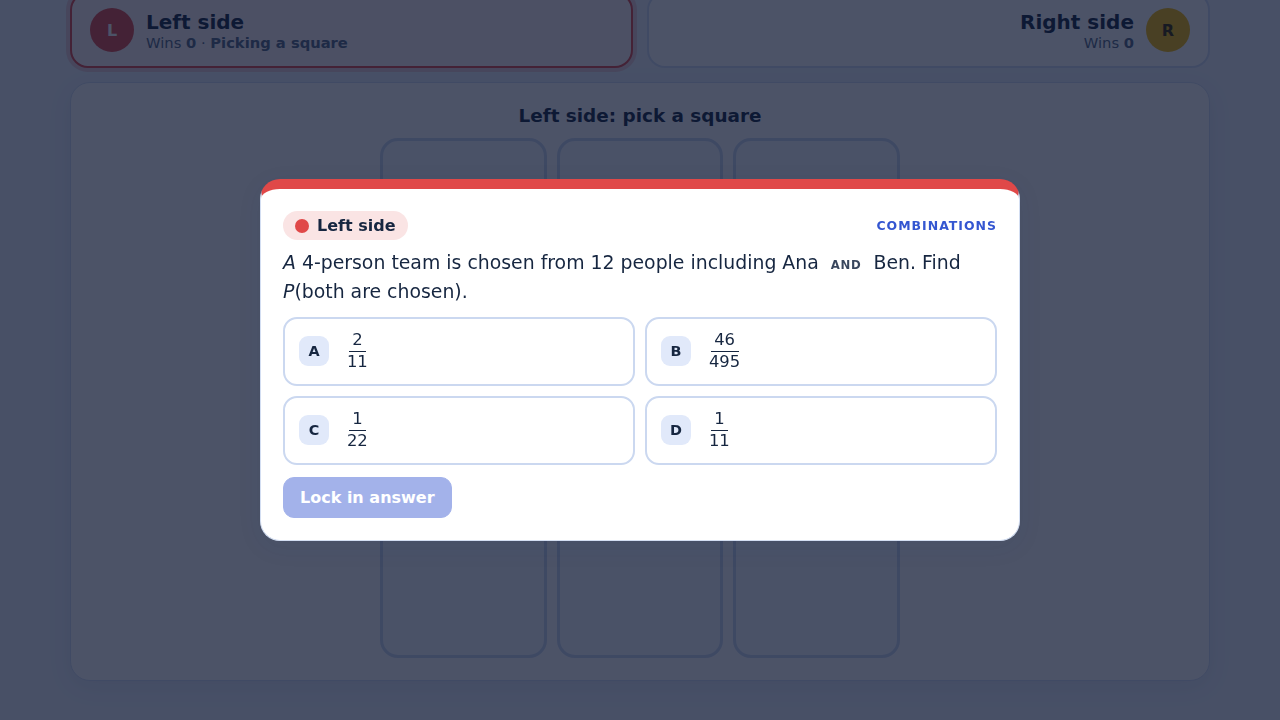 L
Left side
Wins 0 · Picking a square
Right side
Wins 0
R
Left side: pick a square
Left side
COMBINATIONS
A 4-person team is chosen from 12 people including Ana AND Ben. Find
P(both are chosen).
A
2
11
B
46
495
C
1
22
D
1
11
Lock in answer